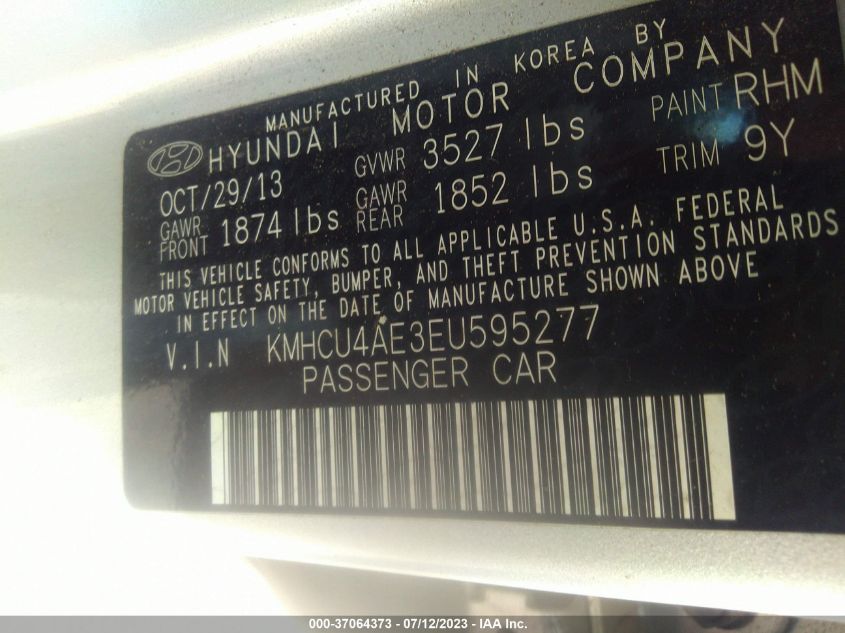 MANUFACTURED IN KOREA BY
HYUNDAI MOTOR COMPANY
OCT/29/13 GVWR 3527 lbs PAINT RHM
GAWR FRONT 1874 lbs GAWR REAR 1852 lbs TRIM 9Y
THIS VEHICLE CONFORMS TO ALL APPLICABLE U.S.A. FEDERAL
MOTOR VEHICLE SAFETY, BUMPER, AND THEFT PREVENTION STANDARDS
IN EFFECT ON THE DATE OF MANUFACTURE SHOWN ABOVE
V.I.N KMHCU4AE3EU595277
PASSENGER CAR
000-37064373 - 07/12/2023 - IAA Inc.